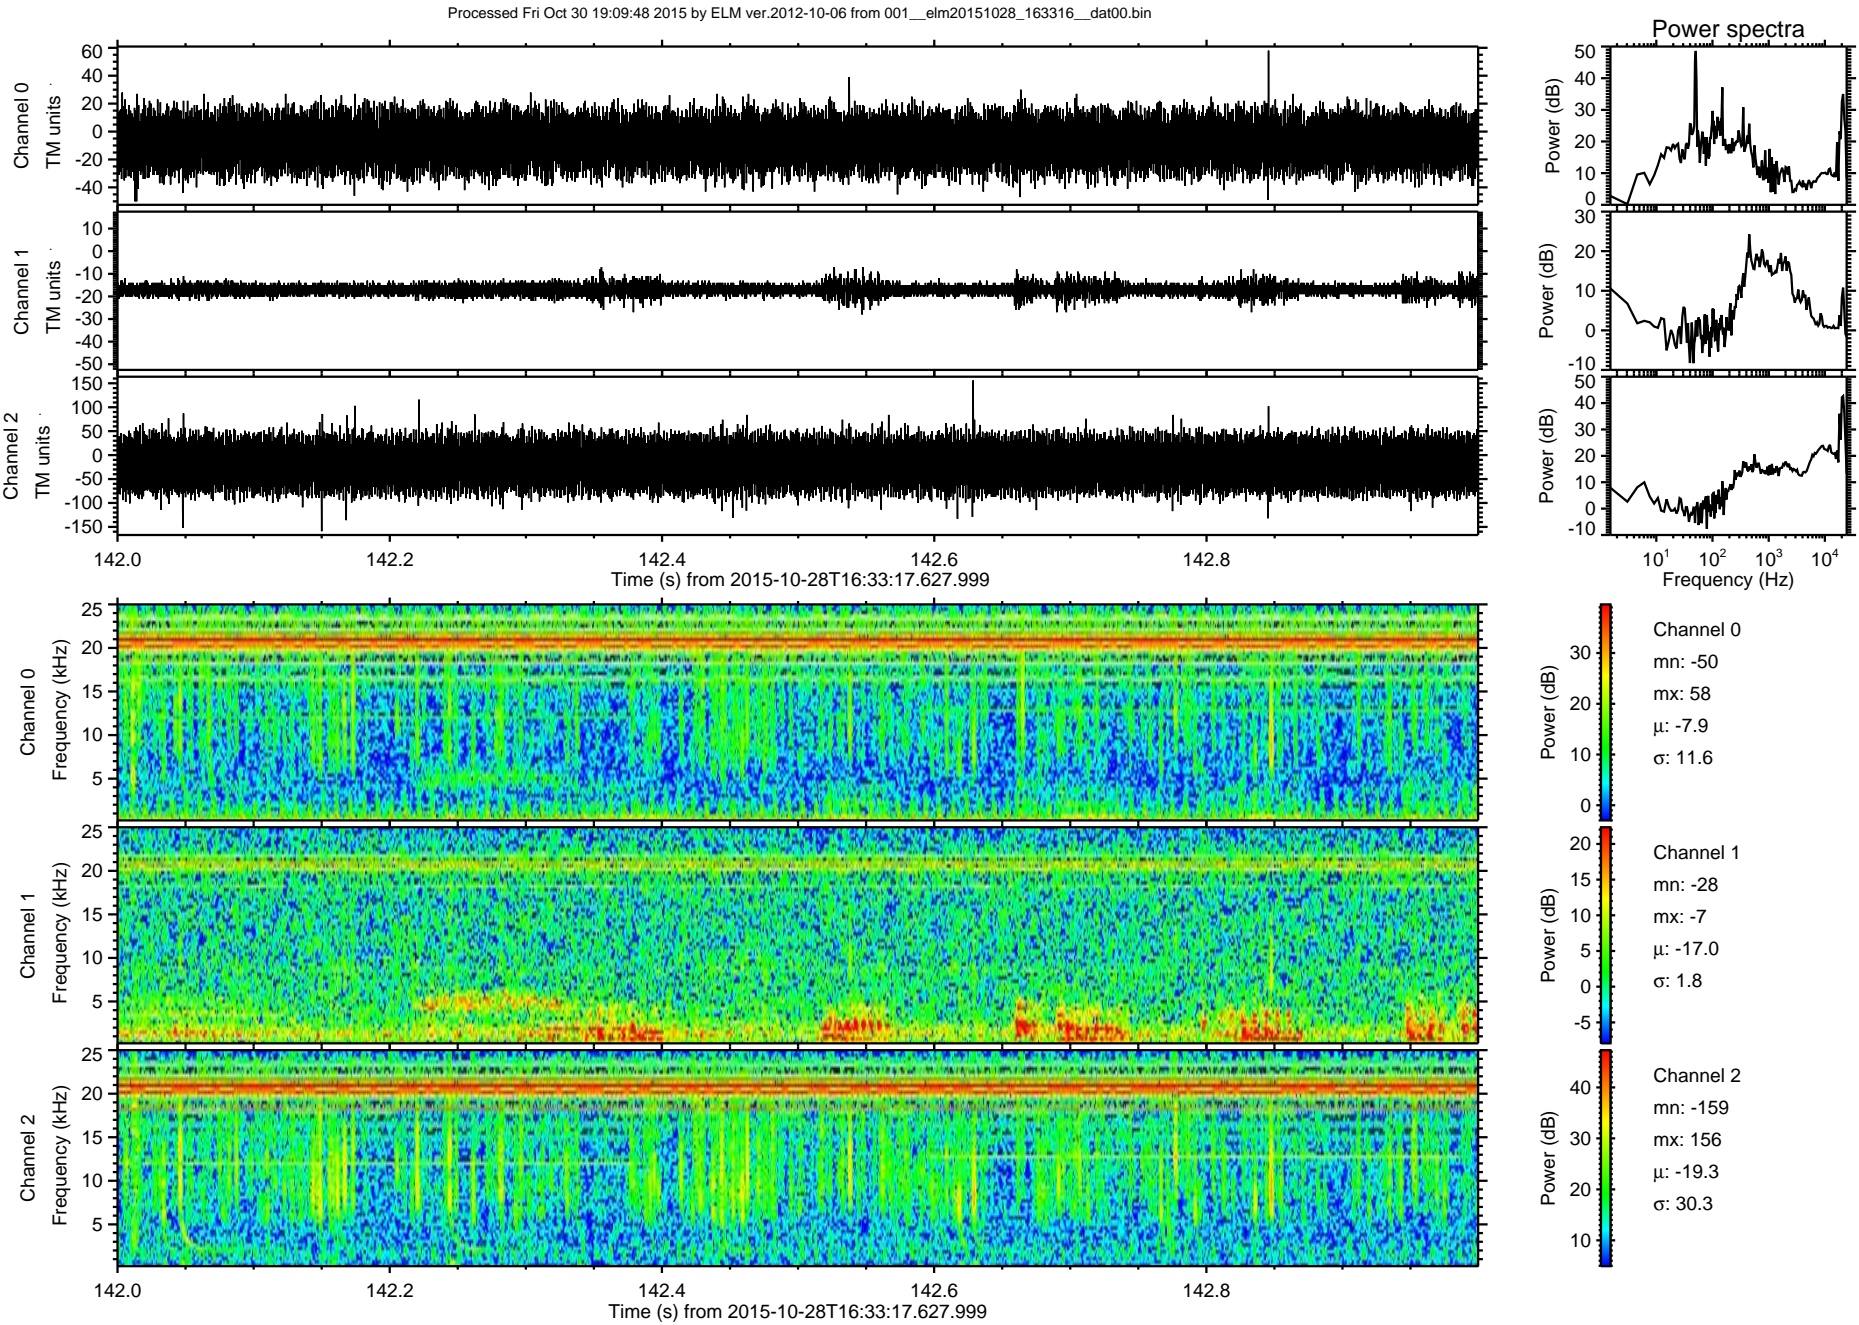 Processed Fri Oct 30 19:09:48 2015 by ELM ver.2012-10-06 from 001__elm20151028_163316__dat00.bin
Power spectra
Channel 0
TM units
60
40
20
0
-20
-40
Power (dB)
50
40
30
20
10
0
Channel 1
TM units
10
0
-10
-20
-30
-40
-50
Power (dB)
30
20
10
0
-10
Channel 2
TM units
150
100
50
0
-50
-100
-150
Power (dB)
50
40
30
20
10
0
-10
142.0 142.2 142.4 142.6 142.8
Time (s) from 2015-10-28T16:33:17.627.999
10¹ 10² 10³ 10⁴
Frequency (Hz)
Channel 0
Frequency (kHz)
25
20
15
10
5
Power (dB)
30
20
10
0
Channel 0
mn: -50
mx: 58
µ: -7.9
σ: 11.6
Channel 1
Frequency (kHz)
25
20
15
10
5
Power (dB)
20
15
10
5
0
-5
Channel 1
mn: -28
mx: -7
µ: -17.0
σ: 1.8
Channel 2
Frequency (kHz)
25
20
15
10
5
Power (dB)
40
30
20
10
Channel 2
mn: -159
mx: 156
µ: -19.3
σ: 30.3
142.0 142.2 142.4 142.6 142.8
Time (s) from 2015-10-28T16:33:17.627.999